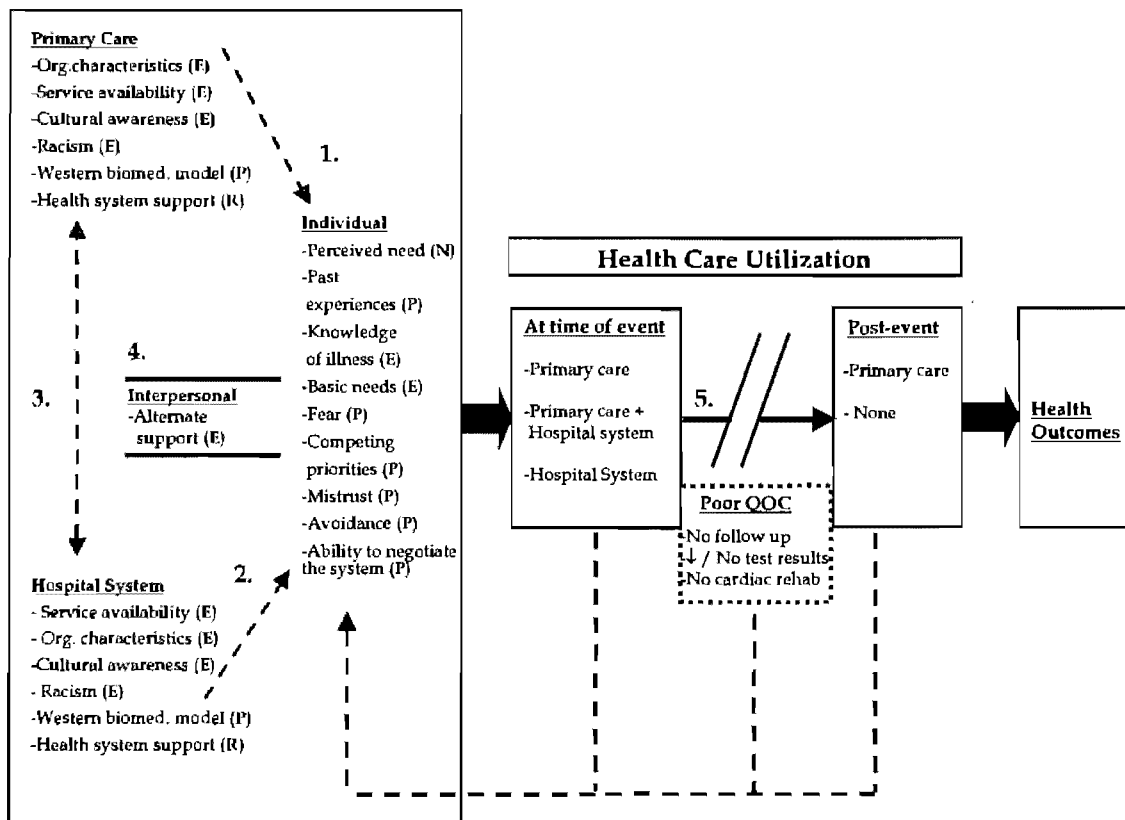 Primary Care
-Org.characteristics (E)
-Service availability (E)
-Cultural awareness (E)
-Racism (E)
-Western biomed. model (P)
-Health system support (R)
1.
Individual
-Perceived need (N)
-Past
experiences (P)
-Knowledge
of illness (E)
-Basic needs (E)
-Fear (P)
-Competing
priorities (P)
-Mistrust (P)
-Avoidance (P)
-Ability to negotiate
the system (P)
3.
4.
Interpersonal
-Alternate
support (E)
2.
Hospital System
- Service availability (E)
- Org. characteristics (E)
-Cultural awareness (E)
- Racism (E)
-Western biomed. model (P)
-Health system support (R)
Health Care Utilization
At time of event
-Primary care
-Primary care +
Hospital system
-Hospital System
5.
Poor QOC
-No follow up
↓ / No test results
-No cardiac rehab
Post-event
-Primary care
- None
Health
Outcomes